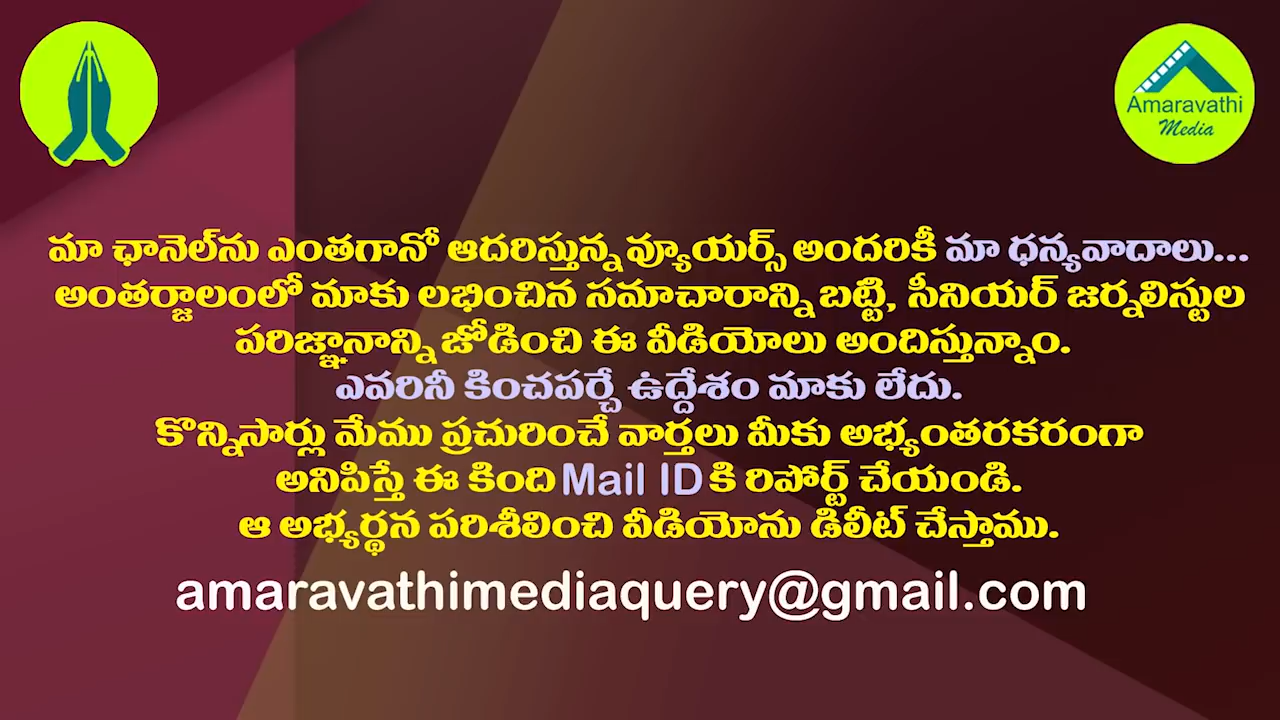 Amaravathi
Media
మా ఛానెల్‌ను ఎంతగానో ఆదరిస్తున్న వ్యూయర్స్ అందరికీ మా ధన్యవాదాలు...
అంతర్జాలంలో మాకు లభించిన సమాచారాన్ని బట్టి, సీనియర్ జర్నలిస్టుల
పరిజ్ఞానాన్ని జోడించి ఈ వీడియోలు అందిస్తున్నాం.
ఎవరినీ కించపర్చే ఉద్దేశం మాకు లేదు.
కొన్నిసార్లు మేము ప్రచురించే వార్తలు మీకు అభ్యంతరకరంగా
అనిపిస్తే ఈ కింది Mail ID కి రిపోర్ట్ చేయండి.
ఆ అభ్యర్థన పరిశీలించి వీడియోను డిలీట్ చేస్తాము.
amaravathimediaquery@gmail.com